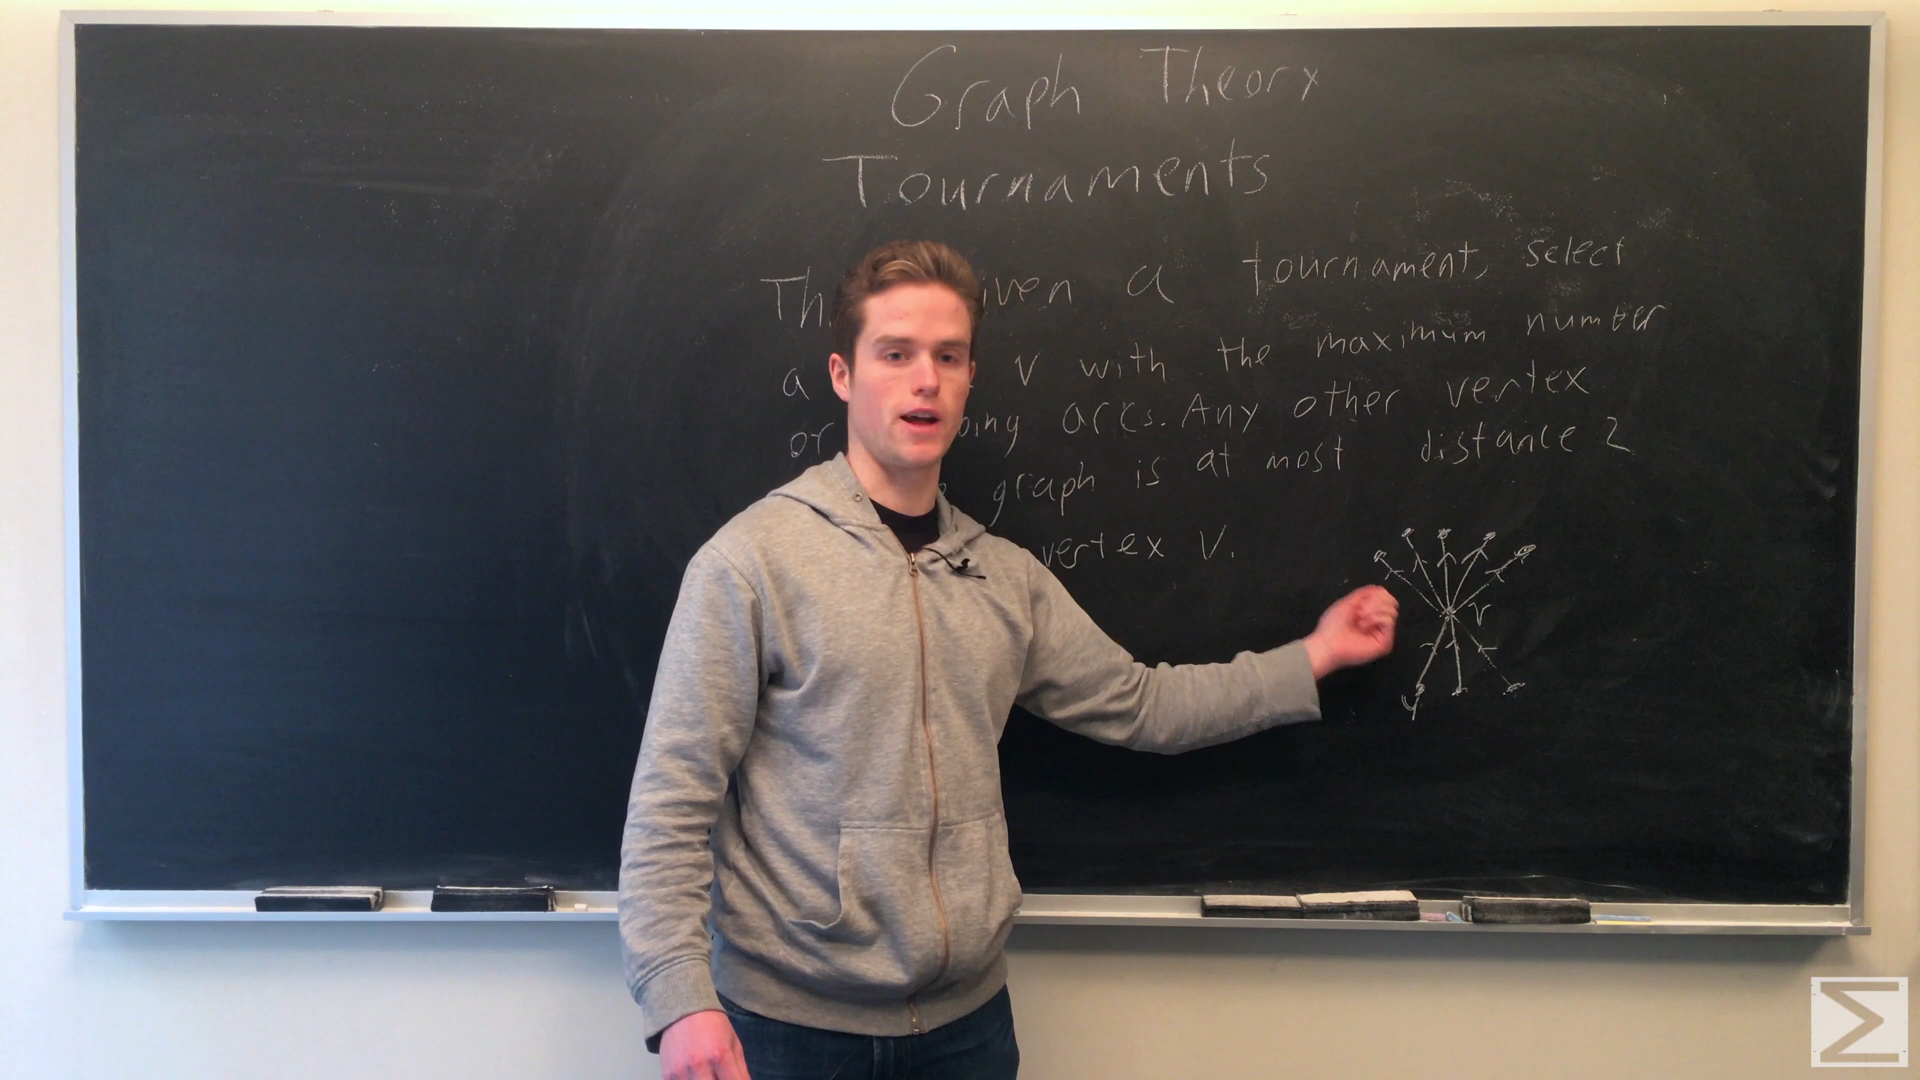 Graph Theory
Tournaments
Th iven a tournament, select
a v with the maximum number
or oing arcs. Any other vertex
graph is at most distance 2
vertex v.
v
y
Σ